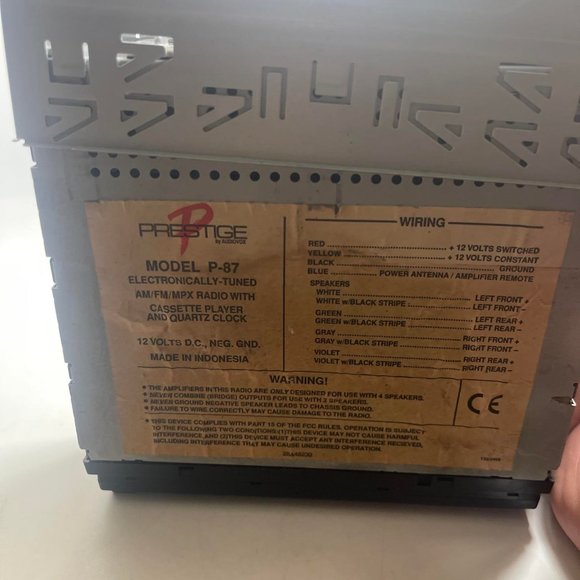 PRESTIGE
by AUDIOVOX
MODEL P-87
ELECTRONICALLY-TUNED
AM/FM/MPX RADIO WITH
CASSETTE PLAYER
AND QUARTZ CLOCK
12 VOLTS D.C., NEG. GND.
MADE IN INDONESIA
WIRING
RED + 12 VOLTS SWITCHED
YELLOW + 12 VOLTS CONSTANT
BLACK GROUND
BLUE POWER ANTENNA / AMPLIFIER REMOTE
SPEAKERS
WHITE LEFT FRONT +
WHITE w/BLACK STRIPE LEFT FRONT –
GREEN LEFT REAR +
GREEN w/BLACK STRIPE LEFT REAR –
GRAY RIGHT FRONT +
GRAY w/BLACK STRIPE RIGHT FRONT –
VIOLET RIGHT REAR +
VIOLET w/BLACK STRIPE RIGHT REAR –
WARNING!
• THE AMPLIFIERS IN THIS RADIO ARE ONLY DESIGNED FOR USE WITH 4 SPEAKERS.
• NEVER COMBINE (BRIDGE) OUTPUTS FOR USE WITH 2 SPEAKERS.
• NEVER GROUND NEGATIVE SPEAKER LEADS TO CHASSIS GROUND.
• FAILURE TO WIRE CORRECTLY MAY CAUSE DAMAGE TO THE RADIO.
• THIS DEVICE COMPLIES WITH PART 15 OF THE FCC RULES. OPERATION IS SUBJECT
TO THE FOLLOWING TWO CONDITIONS:(1)THIS DEVICE MAY NOT CAUSE HARMFUL
INTERFERENCE,AND (2)THIS DEVICE MUST ACCEPT ANY INTERFERENCE RECIEVED,
INCLUDING INTERFERENCE THAT MAY CAUSE UNDESIRED OPERATION.
CE